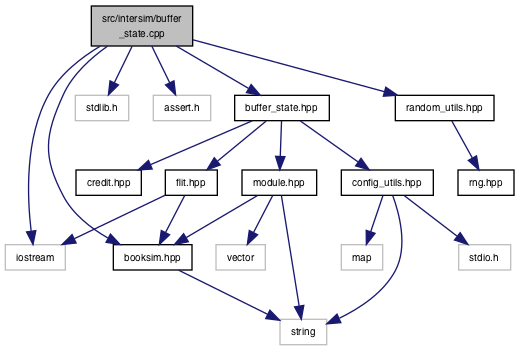 src/intersim/buffer
_state.cpp
stdlib.h
assert.h
buffer_state.hpp
random_utils.hpp
credit.hpp
flit.hpp
module.hpp
config_utils.hpp
rng.hpp
iostream
booksim.hpp
vector
map
stdio.h
string